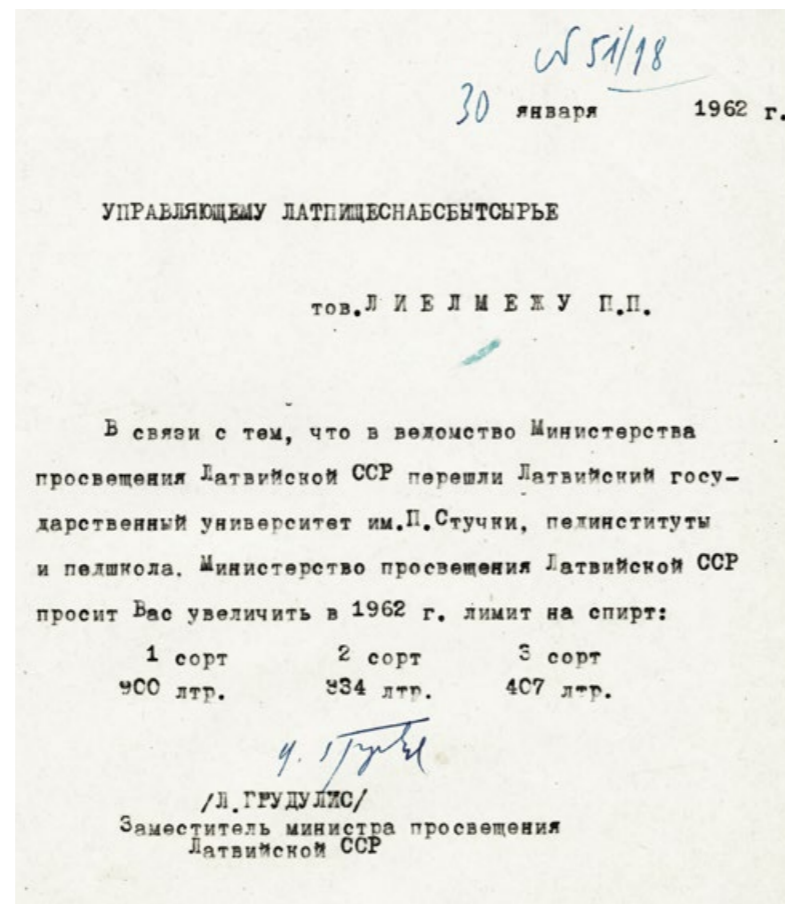 № 51/18
30 января 1962 г.
УПРАВЛЯЮЩЕМУ ЛАТПИЩЕСНАБСБЫТСЫРЬЕ
тов. Л И Е Л М Е Ж У П.П.
В связи с тем, что в ведомство Министерства
просвещения Латвийской ССР перешли Латвийский госу-
дарственный университет им.П.Стучки, пединституты
и педшкола. Министерство просвещения Латвийской ССР
просит Вас увеличить в 1962 г. лимит на спирт:
1 сорт 2 сорт 3 сорт
900 лтр. 934 лтр. 407 лтр.
/Л.ГРУДУЛИС/
Заместитель министра просвещения
Латвийской ССР